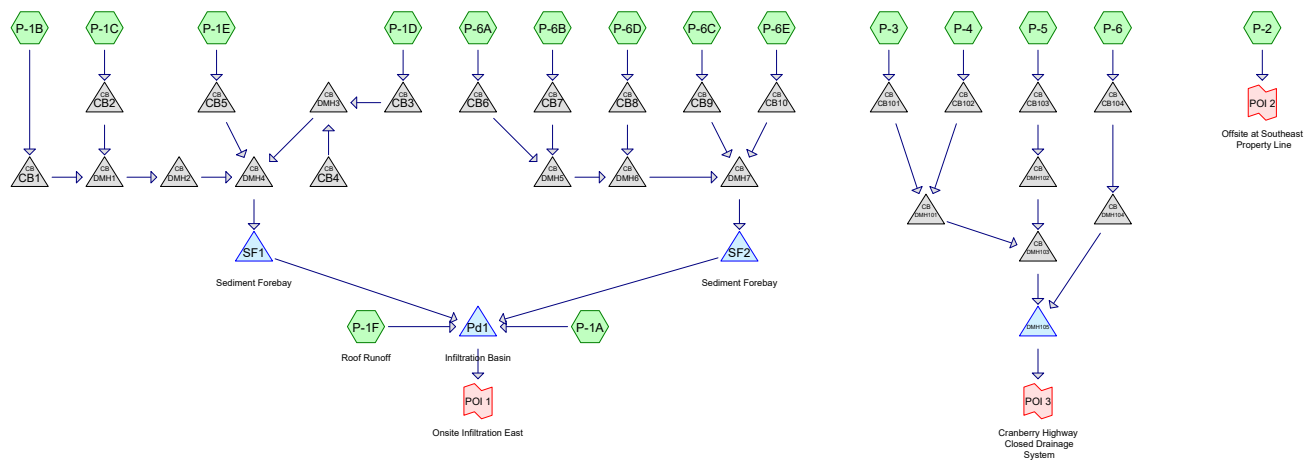 P-1B
P-1C
P-1E
P-1D
P-6A
P-6B
P-6D
P-6C
P-6E
P-3
P-4
P-5
P-6
P-2
CB
CB2
CB
CB5
CB
DMH3
CB
CB3
CB
CB6
CB
CB7
CB
CB8
CB
CB9
CB
CB10
CB
CB101
CB
CB102
CB
CB103
CB
CB104
POI 2
Offsite at Southeast
Property Line
CB
CB1
CB
DMH1
CB
DMH2
CB
DMH4
CB
CB4
CB
DMH5
CB
DMH6
CB
DMH7
CB
DMH102
CB
DMH101
CB
DMH104
SF1
Sediment Forebay
SF2
Sediment Forebay
CB
DMH103
P-1F
Roof Runoff
Pd1
Infiltration Basin
P-1A
DMH105
POI 1
Onsite Infiltration East
POI 3
Cranberry Highway
Closed Drainage
System